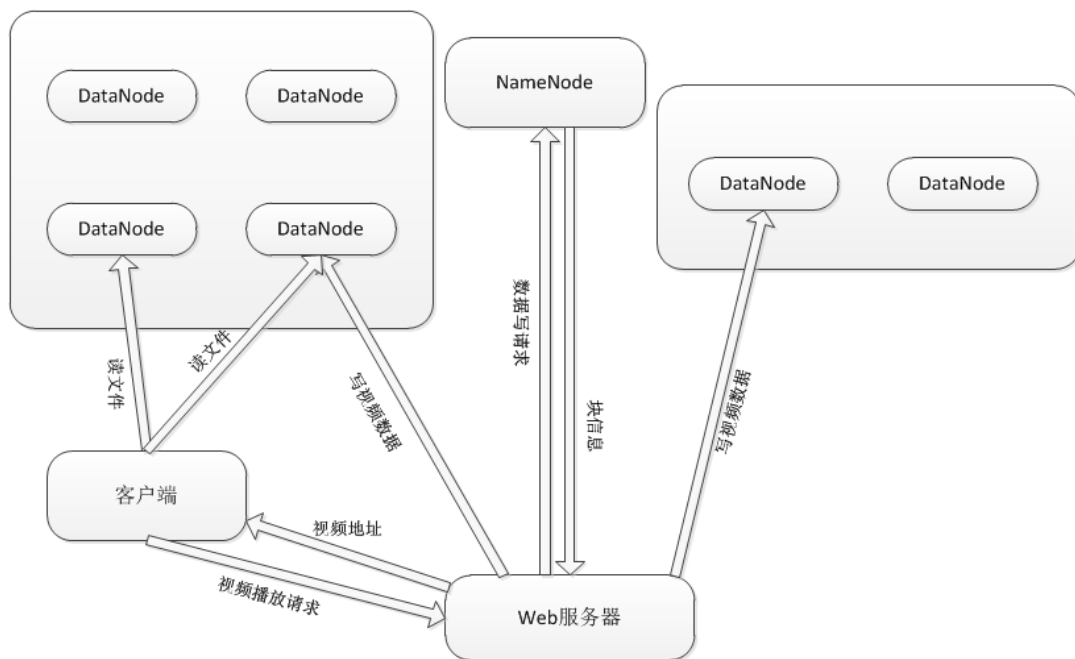 DataNode
DataNode
NameNode
DataNode
DataNode
DataNode
DataNode
读文件
读文件
写视频数据
数据写请求
块信息
写视频数据
客户端
视频地址
视频播放请求
Web服务器